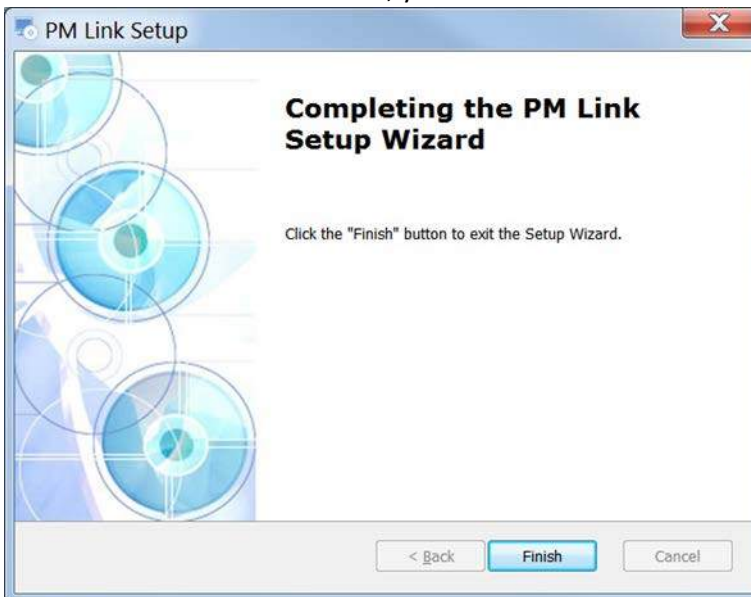 PM Link Setup
Completing the PM Link
Setup Wizard
Click the "Finish" button to exit the Setup Wizard.
< Back
Finish
Cancel